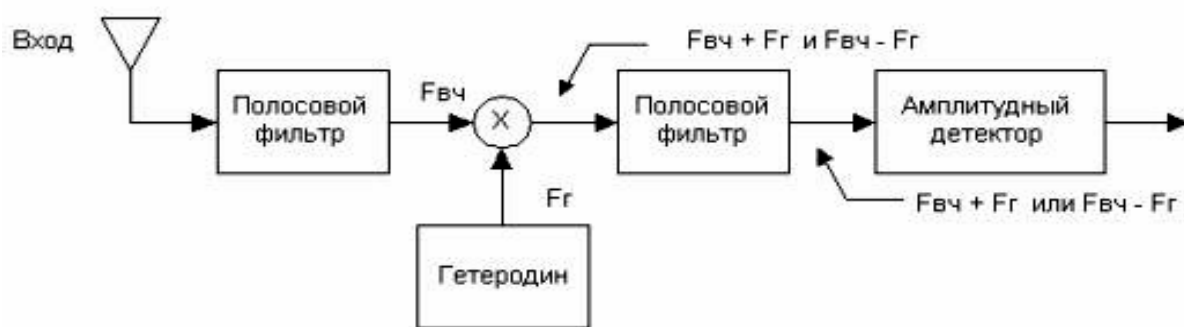 Вход
Fвч + Fг и Fвч - Fг
Полосовой
фильтр
Fвч
X
Полосовой
фильтр
Амплитудный
детектор
Fг
Fвч + Fг или Fвч - Fг
Гетеродин